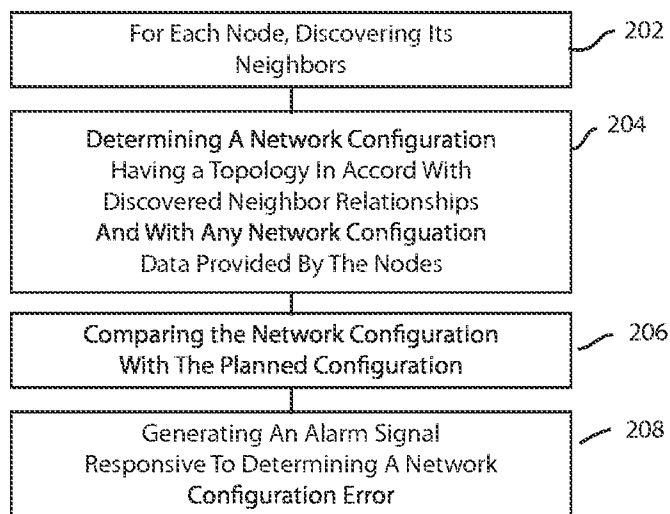 For Each Node, Discovering Its
Neighbors
202
Determining A Network Configuration
Having a Topology In Accord With
Discovered Neighbor Relationships
And With Any Network Configuation
Data Provided By The Nodes
204
Comparing the Network Configuration
With The Planned Configuration
206
Generating An Alarm Signal
Responsive To Determining A Network
Configuration Error
208